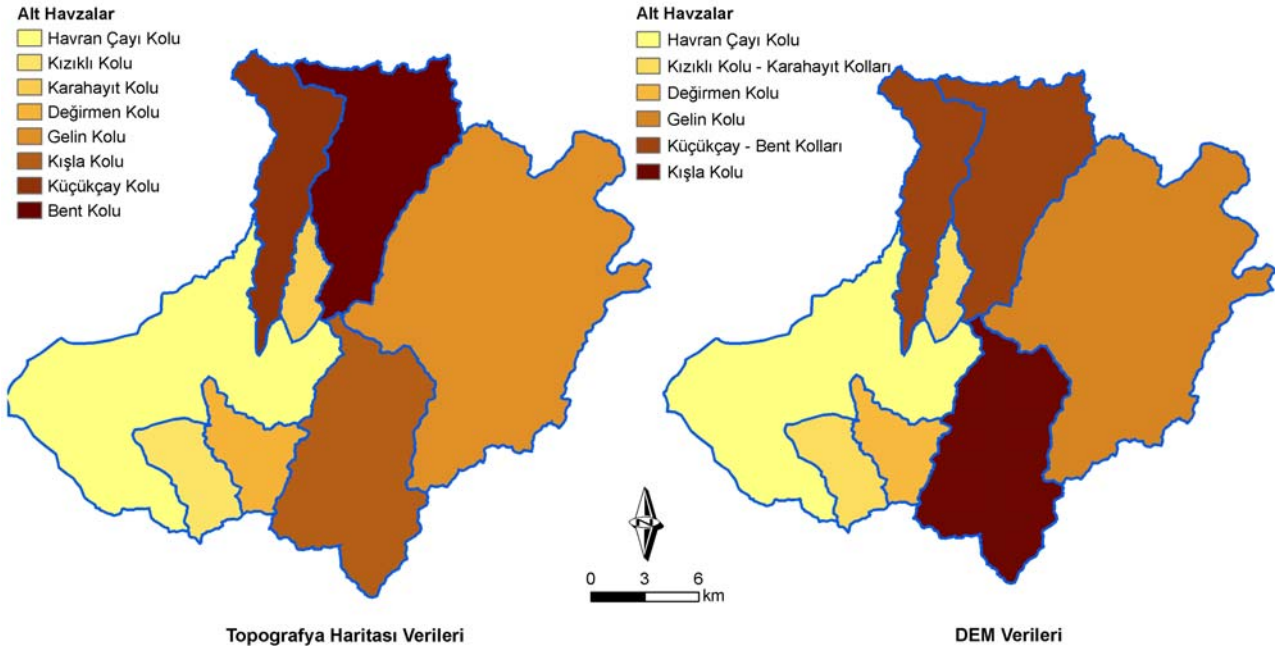 Alt Havzalar
Havran Çayı Kolu
Kızıklı Kolu
Karahayıt Kolu
Değirmen Kolu
Gelin Kolu
Kışla Kolu
Küçükçay Kolu
Bent Kolu
Alt Havzalar
Havran Çayı Kolu
Kızıklı Kolu - Karahayıt Kolları
Değirmen Kolu
Gelin Kolu
Küçükçay - Bent Kolları
Kışla Kolu
N
0 3 6
km
Topografya Haritası Verileri
DEM Verileri